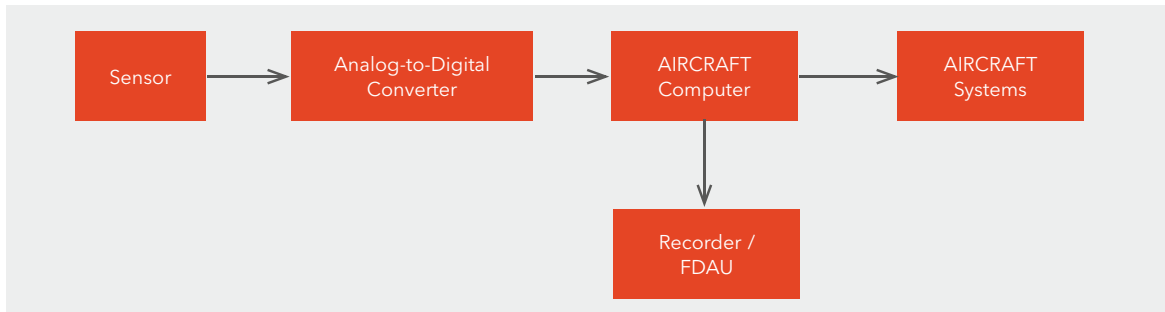 Sensor
Analog-to-Digital
Converter
AIRCRAFT
Computer
AIRCRAFT
Systems
Recorder /
FDAU